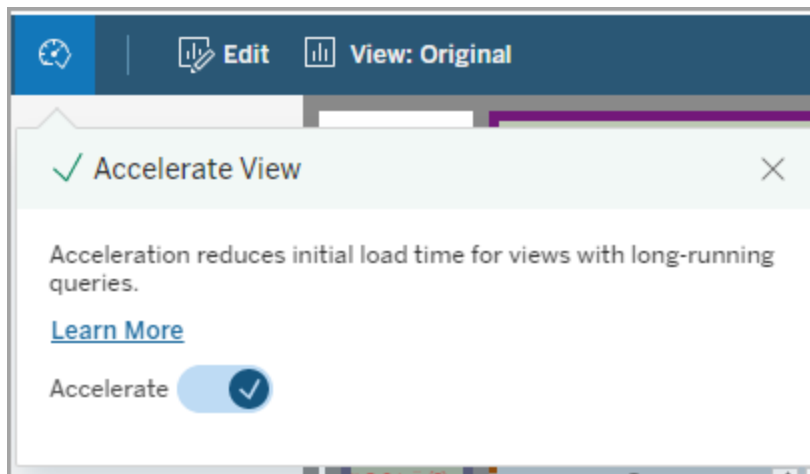 Edit View: Original
Accelerate View
Acceleration reduces initial load time for views with long-running
queries.
Learn More
Accelerate